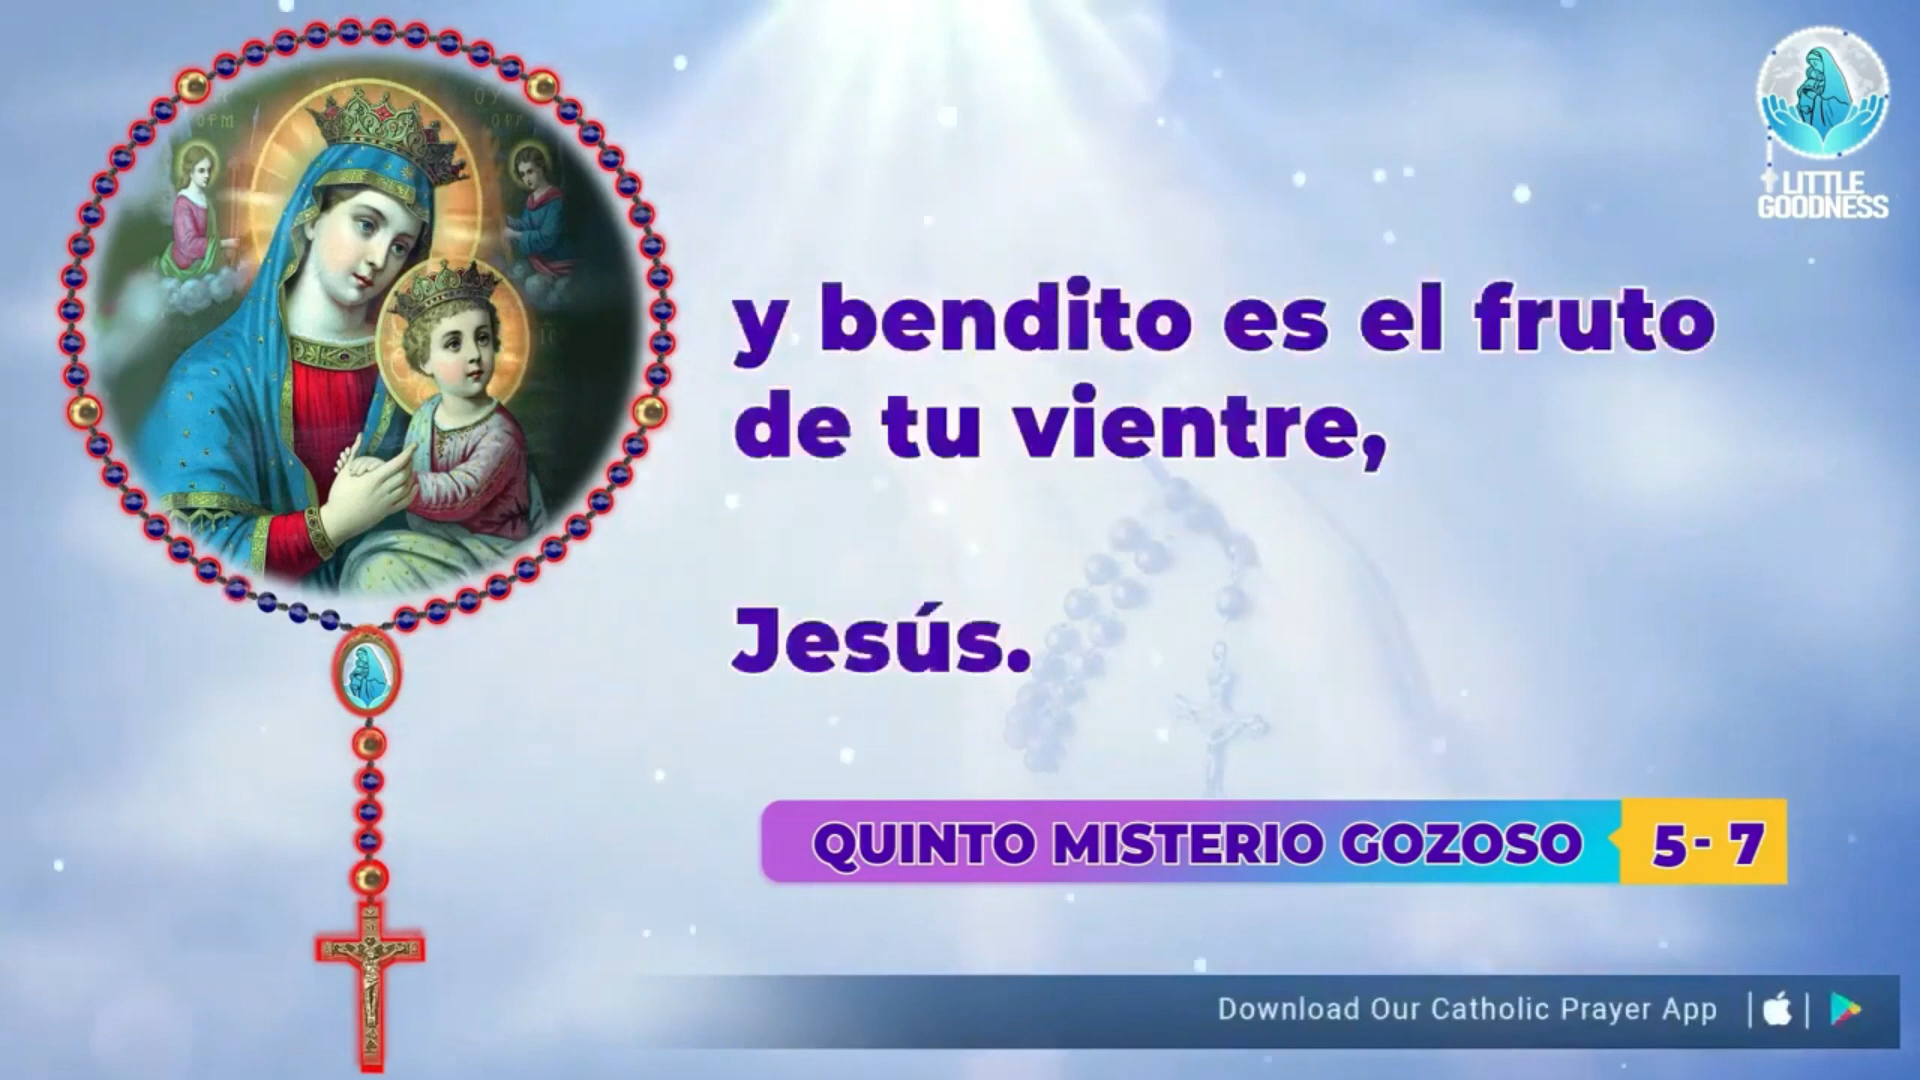 LITTLE
GOODNESS
y bendito es el fruto
de tu vientre,
Jesús.
QUINTO MISTERIO GOZOSO 5- 7
Download Our Catholic Prayer App